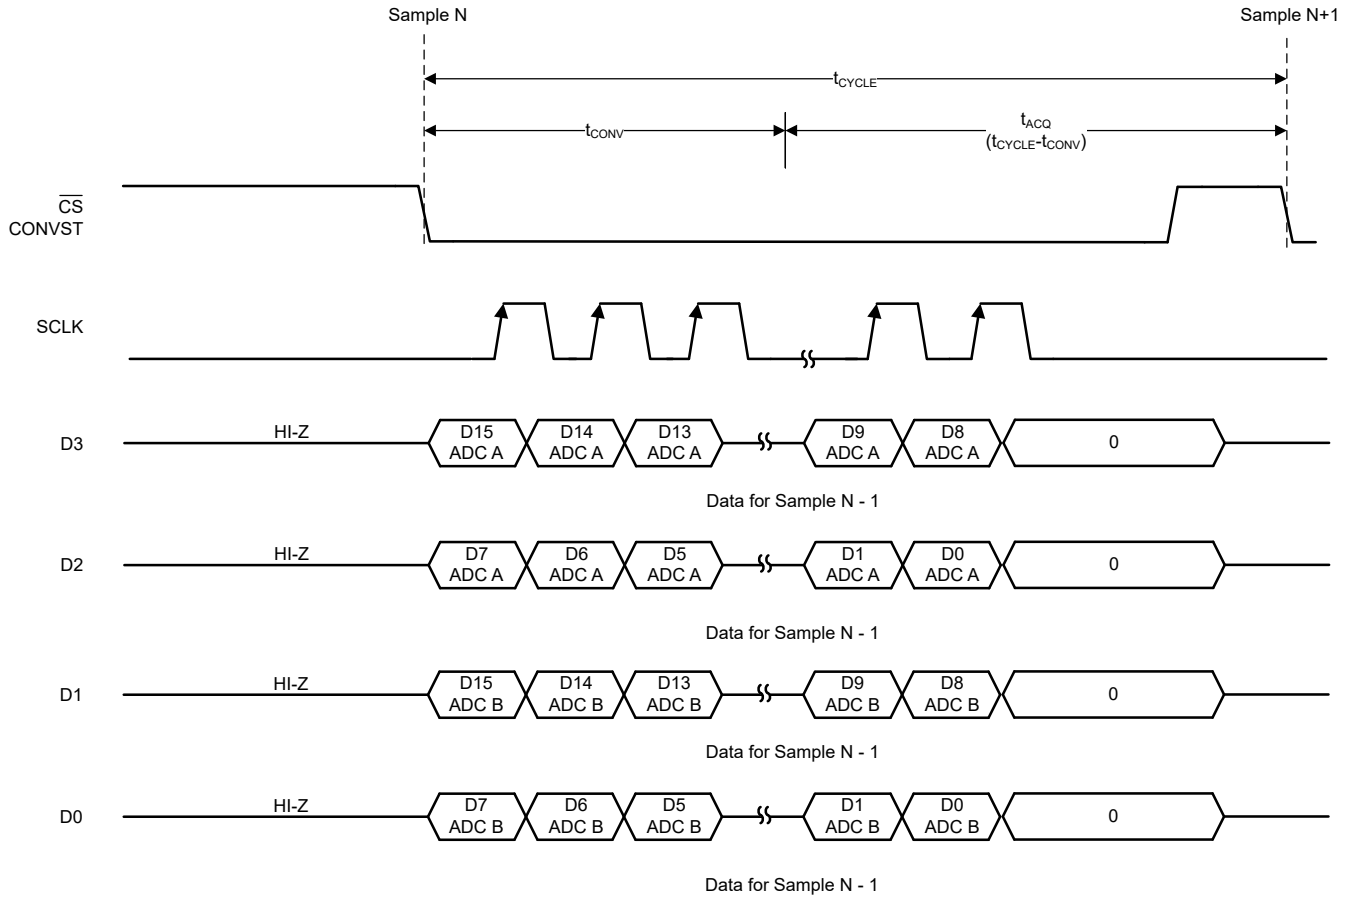 Sample N
Sample N+1
tCYCLE
tCONV
tACQ
(tCYCLE-tCONV)
CS
CONVST
SCLK
D3
HI-Z
D15 D14 D13 D9 D8
ADC A ADC A ADC A ADC A ADC A
0
Data for Sample N - 1
D2
HI-Z
D7 D6 D5 D1 D0
ADC A ADC A ADC A ADC A ADC A
0
Data for Sample N - 1
D1
HI-Z
D15 D14 D13 D9 D8
ADC B ADC B ADC B ADC B ADC B
0
Data for Sample N - 1
D0
HI-Z
D7 D6 D5 D1 D0
ADC B ADC B ADC B ADC B ADC B
0
Data for Sample N - 1